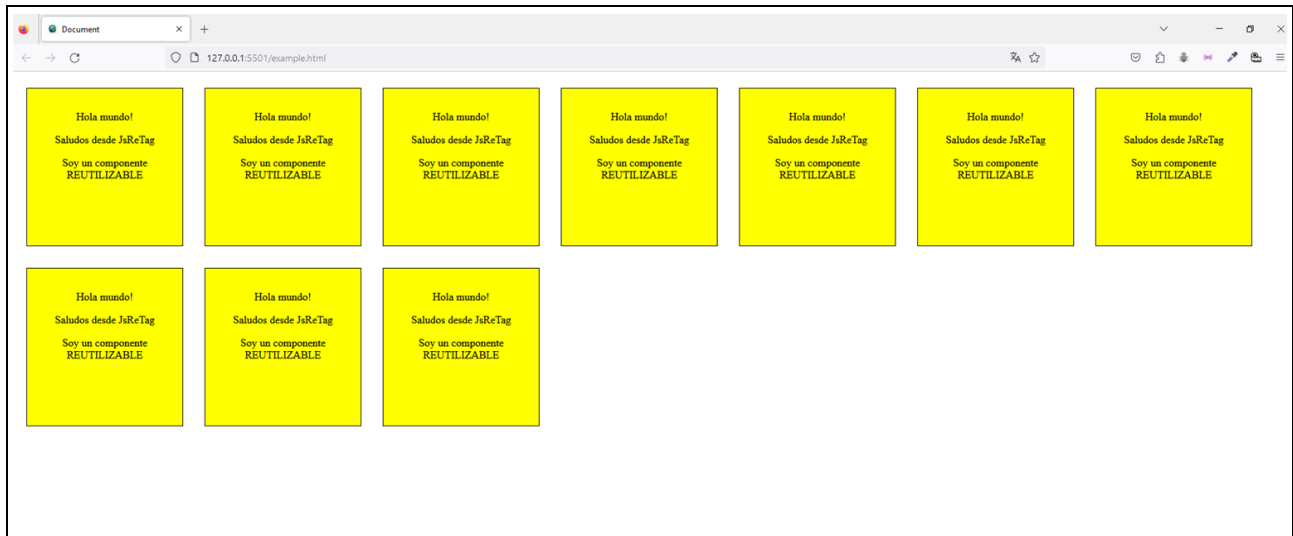 Document
127.0.0.1:5501/example.html
Hola mundo!
Saludos desde JsReTag
Soy un componente
REUTILIZABLE
Hola mundo!
Saludos desde JsReTag
Soy un componente
REUTILIZABLE
Hola mundo!
Saludos desde JsReTag
Soy un componente
REUTILIZABLE
Hola mundo!
Saludos desde JsReTag
Soy un componente
REUTILIZABLE
Hola mundo!
Saludos desde JsReTag
Soy un componente
REUTILIZABLE
Hola mundo!
Saludos desde JsReTag
Soy un componente
REUTILIZABLE
Hola mundo!
Saludos desde JsReTag
Soy un componente
REUTILIZABLE
Hola mundo!
Saludos desde JsReTag
Soy un componente
REUTILIZABLE
Hola mundo!
Saludos desde JsReTag
Soy un componente
REUTILIZABLE
Hola mundo!
Saludos desde JsReTag
Soy un componente
REUTILIZABLE